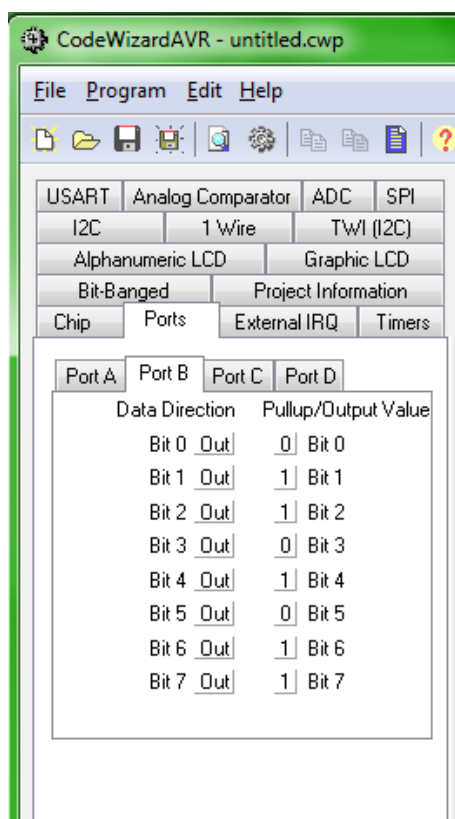 CodeWizardAVR - untitled.cwp
File Program Edit Help
USART Analog Comparator ADC SPI
I2C 1 Wire TWI (I2C)
Alphanumeric LCD Graphic LCD
Bit-Banged Project Information
Chip Ports External IRQ Timers
Port A Port B Port C Port D
Data Direction Pullup/Output Value
Bit 0 Out 0 Bit 0
Bit 1 Out 1 Bit 1
Bit 2 Out 1 Bit 2
Bit 3 Out 0 Bit 3
Bit 4 Out 1 Bit 4
Bit 5 Out 0 Bit 5
Bit 6 Out 1 Bit 6
Bit 7 Out 1 Bit 7